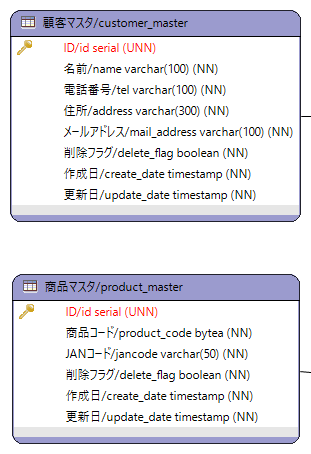 顧客マスタ/customer_master
ID/id serial (UNN)
名前/name varchar(100) (NN)
電話番号/tel varchar(100) (NN)
住所/address varchar(300) (NN)
メールアドレス/mail_address varchar(100) (NN)
削除フラグ/delete_flag boolean (NN)
作成日/create_date timestamp (NN)
更新日/update_date timestamp (NN)
商品マスタ/product_master
ID/id serial (UNN)
商品コード/product_code bytea (NN)
JANコード/jancode varchar(50) (NN)
削除フラグ/delete_flag boolean (NN)
作成日/create_date timestamp (NN)
更新日/update_date timestamp (NN)